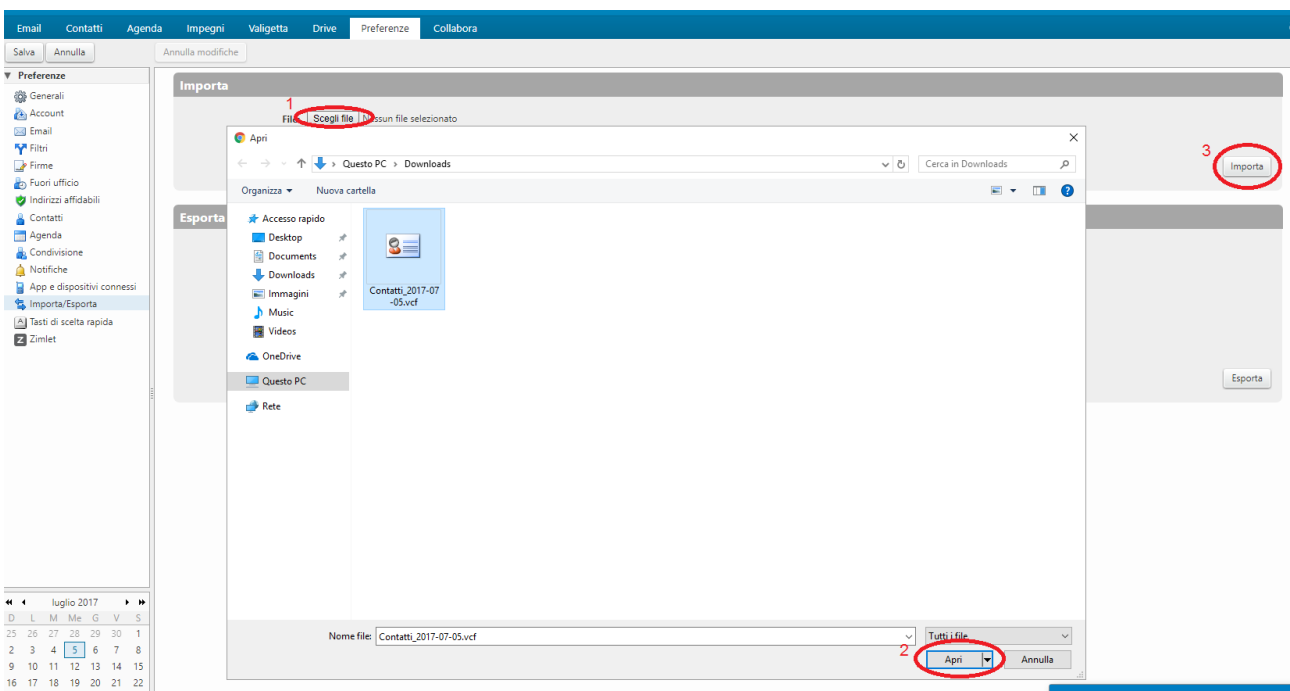 Email Contatti Agenda Impegni Valigetta Drive Preferenze Collabora
Salva Annulla Annulla modifiche
Preferenze
Generali
Account
Email
Filtri
Firme
Fuori ufficio
Indirizzi affidabili
Contatti
Agenda
Condivisione
Notifiche
App e dispositivi connessi
Importa/Esporta
Tasti di scelta rapida
Z Zimlet
Importa
1
File: Scegli file Nessun file selezionato
3
Importa
Esporta
Esporta
Apri
Questo PC > Downloads
Cerca in Downloads
Organizza Nuova cartella
Accesso rapido
Desktop
Documents
Downloads
Immagini
Music
Videos
OneDrive
Questo PC
Rete
Contatti_2017-07
-05.vcf
Nome file: Contatti_2017-07-05.vcf
Tutti i file
2
Apri Annulla
luglio 2017
D L M Me G V S
25 26 27 28 29 30 1
2 3 4 5 6 7 8
9 10 11 12 13 14 15
16 17 18 19 20 21 22